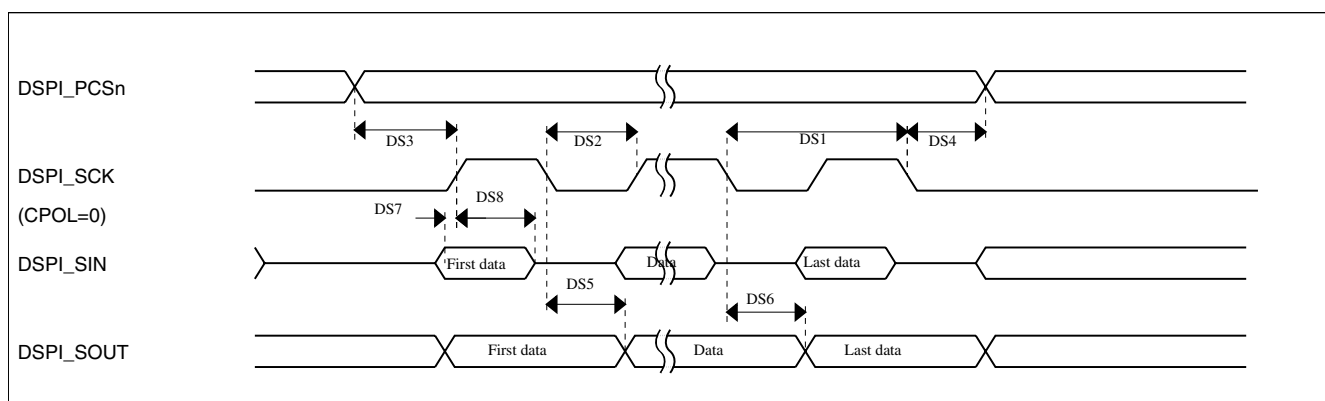 DSPI_PCSn
DS3
DS2
DS1
DS4
DSPI_SCK
(CPOL=0)
DS7
DS8
DSPI_SIN
First data
Data
Last data
DS5
DS6
DSPI_SOUT
First data
Data
Last data